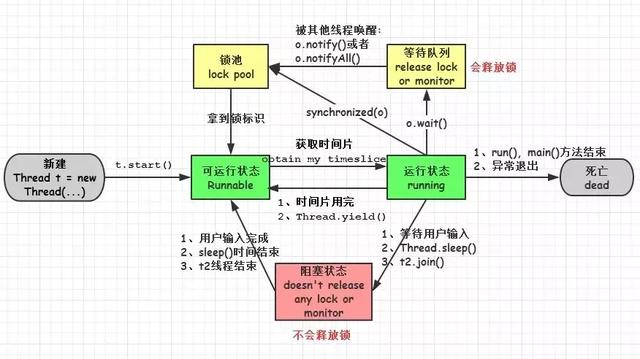 被其他线程唤醒:
o.notify()或者
o.notifyAll()
锁池
lock pool
等待队列
release lock
or monitor
会释放锁
synchronized(o)
o.wait()
拿到锁标识
获取时间片
obtain my timeslice
新建
Thread t = new
Thread(...)
t.start()
可运行状态
Runnable
运行状态
running
1、run(), main()方法结束
2、异常退出
死亡
dead
1、时间片用完
2、Thread.yield()
1、用户输入完成
2、sleep()时间结束
3、t2线程结束
1、等待用户输入
2、Thread.sleep()
3、t2.join()
阻塞状态
doesn't release
any lock or
monitor
不会释放锁